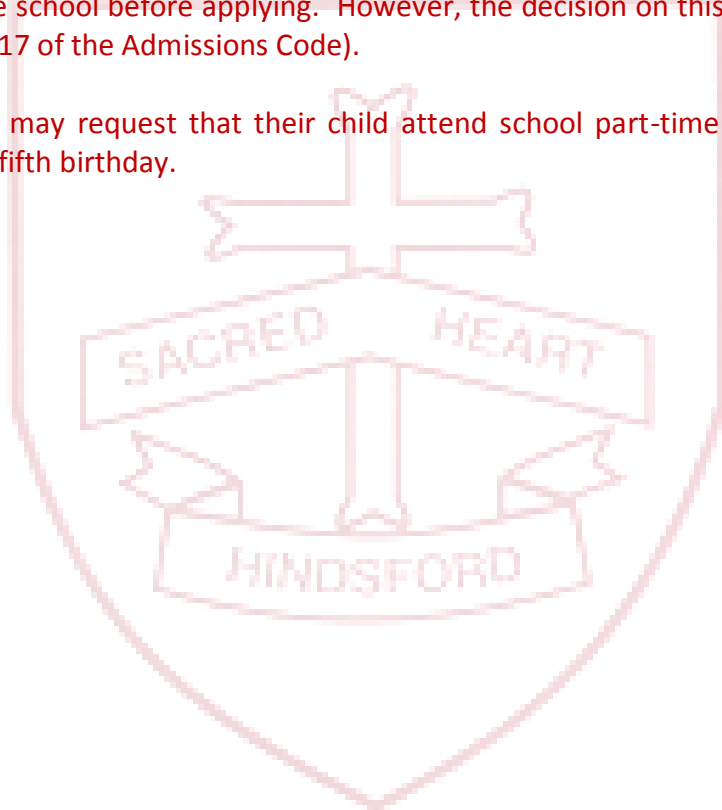 e school before applying.  However, the decision on this
17 of the Admissions Code).
may request that their child attend school part-time
fifth birthday.
SACRED HEART
HINDSFORD